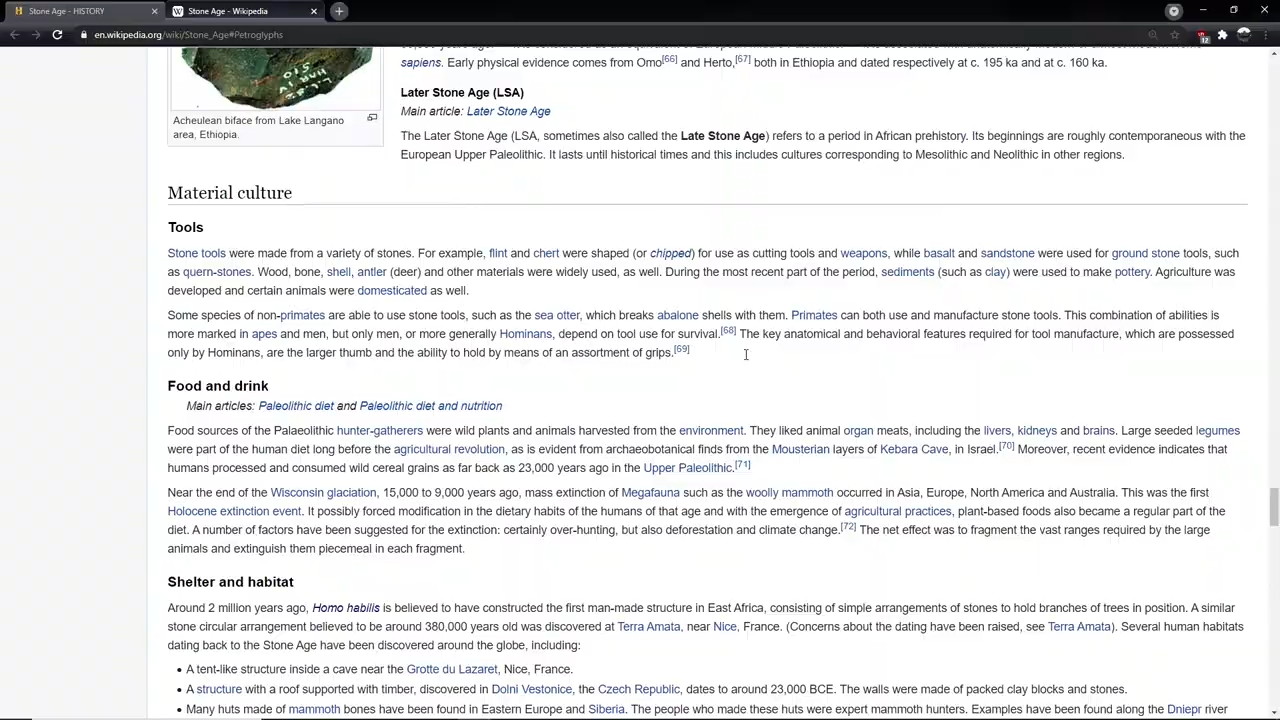 Stone Age - HISTORY
Stone Age - Wikipedia
en.wikipedia.org/wiki/Stone_Age#Petroglyphs
12
sapiens. Early physical evidence comes from Omo[66] and Herto,[67] both in Ethiopia and dated respectively at c. 195 ka and at c. 160 ka.
Acheulean biface from Lake Langano
area, Ethiopia.
Later Stone Age (LSA)
Main article: Later Stone Age
The Later Stone Age (LSA, sometimes also called the Late Stone Age) refers to a period in African prehistory. Its beginnings are roughly contemporaneous with the
European Upper Paleolithic. It lasts until historical times and this includes cultures corresponding to Mesolithic and Neolithic in other regions.
Material culture
Tools
Stone tools were made from a variety of stones. For example, flint and chert were shaped (or chipped) for use as cutting tools and weapons, while basalt and sandstone were used for ground stone tools, such
as quern-stones. Wood, bone, shell, antler (deer) and other materials were widely used, as well. During the most recent part of the period, sediments (such as clay) were used to make pottery. Agriculture was
developed and certain animals were domesticated as well.
Some species of non-primates are able to use stone tools, such as the sea otter, which breaks abalone shells with them. Primates can both use and manufacture stone tools. This combination of abilities is
more marked in apes and men, but only men, or more generally Hominans, depend on tool use for survival.[68] The key anatomical and behavioral features required for tool manufacture, which are possessed
only by Hominans, are the larger thumb and the ability to hold by means of an assortment of grips.[69]
Food and drink
Main articles: Paleolithic diet and Paleolithic diet and nutrition
Food sources of the Palaeolithic hunter-gatherers were wild plants and animals harvested from the environment. They liked animal organ meats, including the livers, kidneys and brains. Large seeded legumes
were part of the human diet long before the agricultural revolution, as is evident from archaeobotanical finds from the Mousterian layers of Kebara Cave, in Israel.[70] Moreover, recent evidence indicates that
humans processed and consumed wild cereal grains as far back as 23,000 years ago in the Upper Paleolithic.[71]
Near the end of the Wisconsin glaciation, 15,000 to 9,000 years ago, mass extinction of Megafauna such as the woolly mammoth occurred in Asia, Europe, North America and Australia. This was the first
Holocene extinction event. It possibly forced modification in the dietary habits of the humans of that age and with the emergence of agricultural practices, plant-based foods also became a regular part of the
diet. A number of factors have been suggested for the extinction: certainly over-hunting, but also deforestation and climate change.[72] The net effect was to fragment the vast ranges required by the large
animals and extinguish them piecemeal in each fragment.
Shelter and habitat
Around 2 million years ago, Homo habilis is believed to have constructed the first man-made structure in East Africa, consisting of simple arrangements of stones to hold branches of trees in position. A similar
stone circular arrangement believed to be around 380,000 years old was discovered at Terra Amata, near Nice, France. (Concerns about the dating have been raised, see Terra Amata). Several human habitats
dating back to the Stone Age have been discovered around the globe, including:
• A tent-like structure inside a cave near the Grotte du Lazaret, Nice, France.
• A structure with a roof supported with timber, discovered in Dolni Vestonice, the Czech Republic, dates to around 23,000 BCE. The walls were made of packed clay blocks and stones.
• Many huts made of mammoth bones have been found in Eastern Europe and Siberia. The people who made these huts were expert mammoth hunters. Examples have been found along the Dniepr river